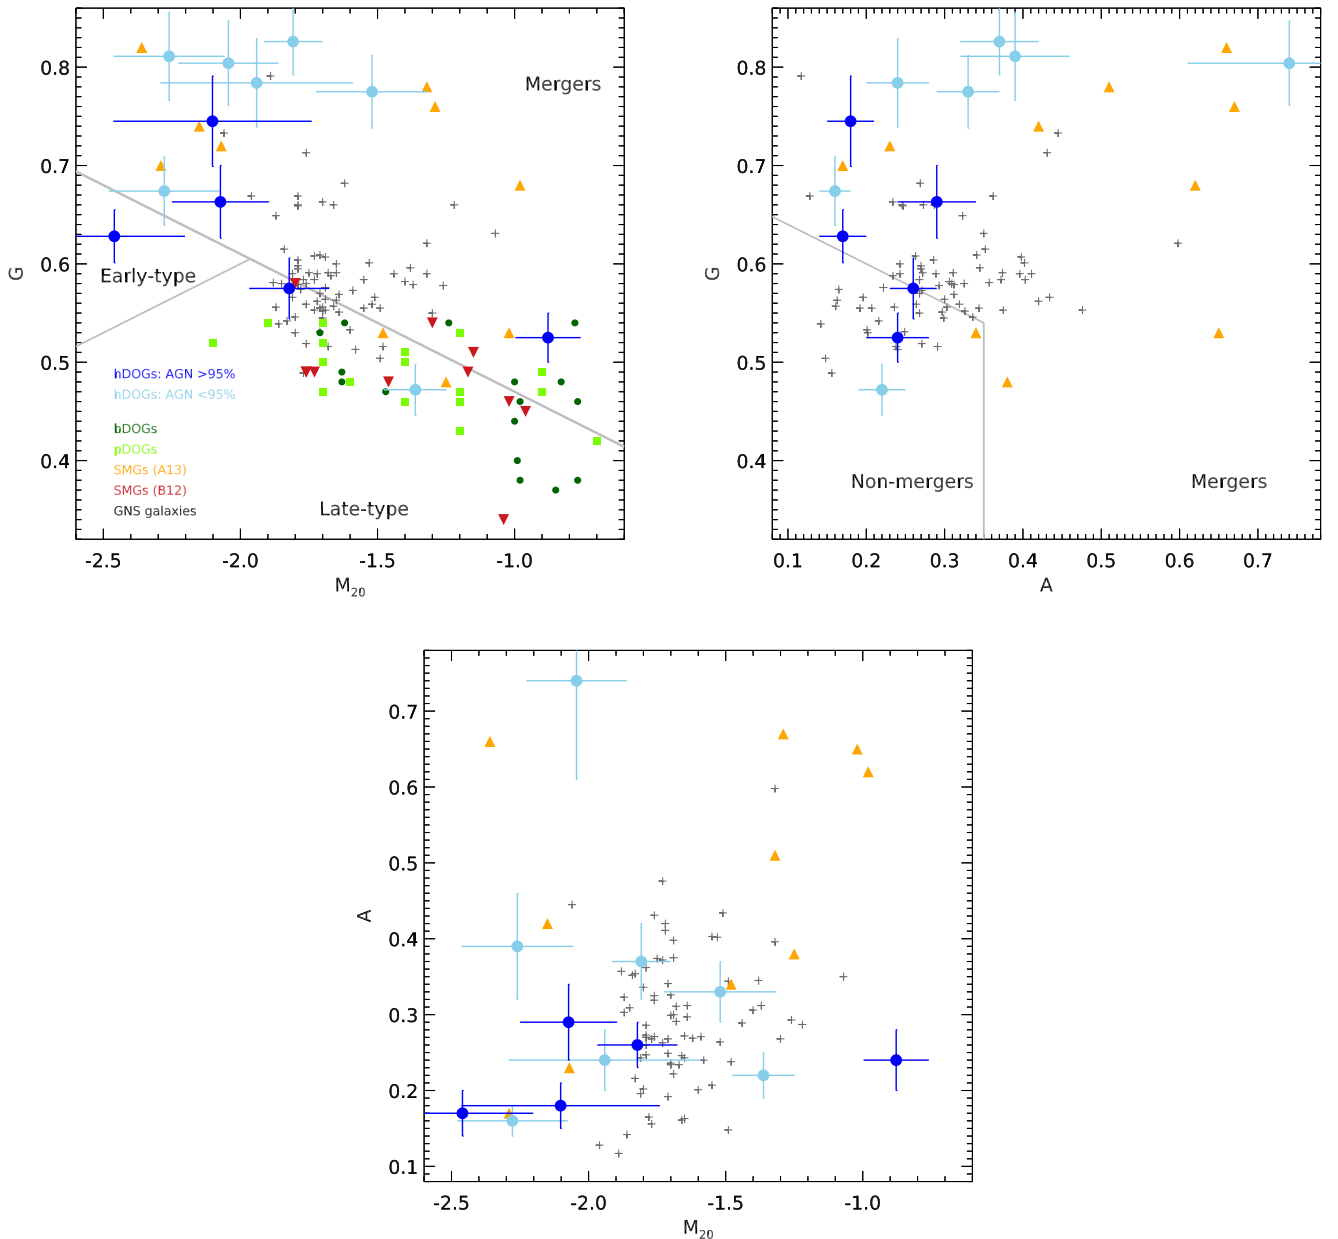 0.8
0.7
0.6
0.5
0.4
G
Mergers
Early-type
hDOGs: AGN >95%
hDOGs: AGN <95%
bDOGs
pDOGs
SMGs (A13)
SMGs (B12)
GNS galaxies
Late-type
-2.5 -2.0 -1.5 -1.0
M20
0.8
0.7
0.6
0.5
0.4
G
Non-mergers Mergers
0.1 0.2 0.3 0.4 0.5 0.6 0.7
A
0.7
0.6
0.5
0.4
0.3
0.2
0.1
A
-2.5 -2.0 -1.5 -1.0
M20